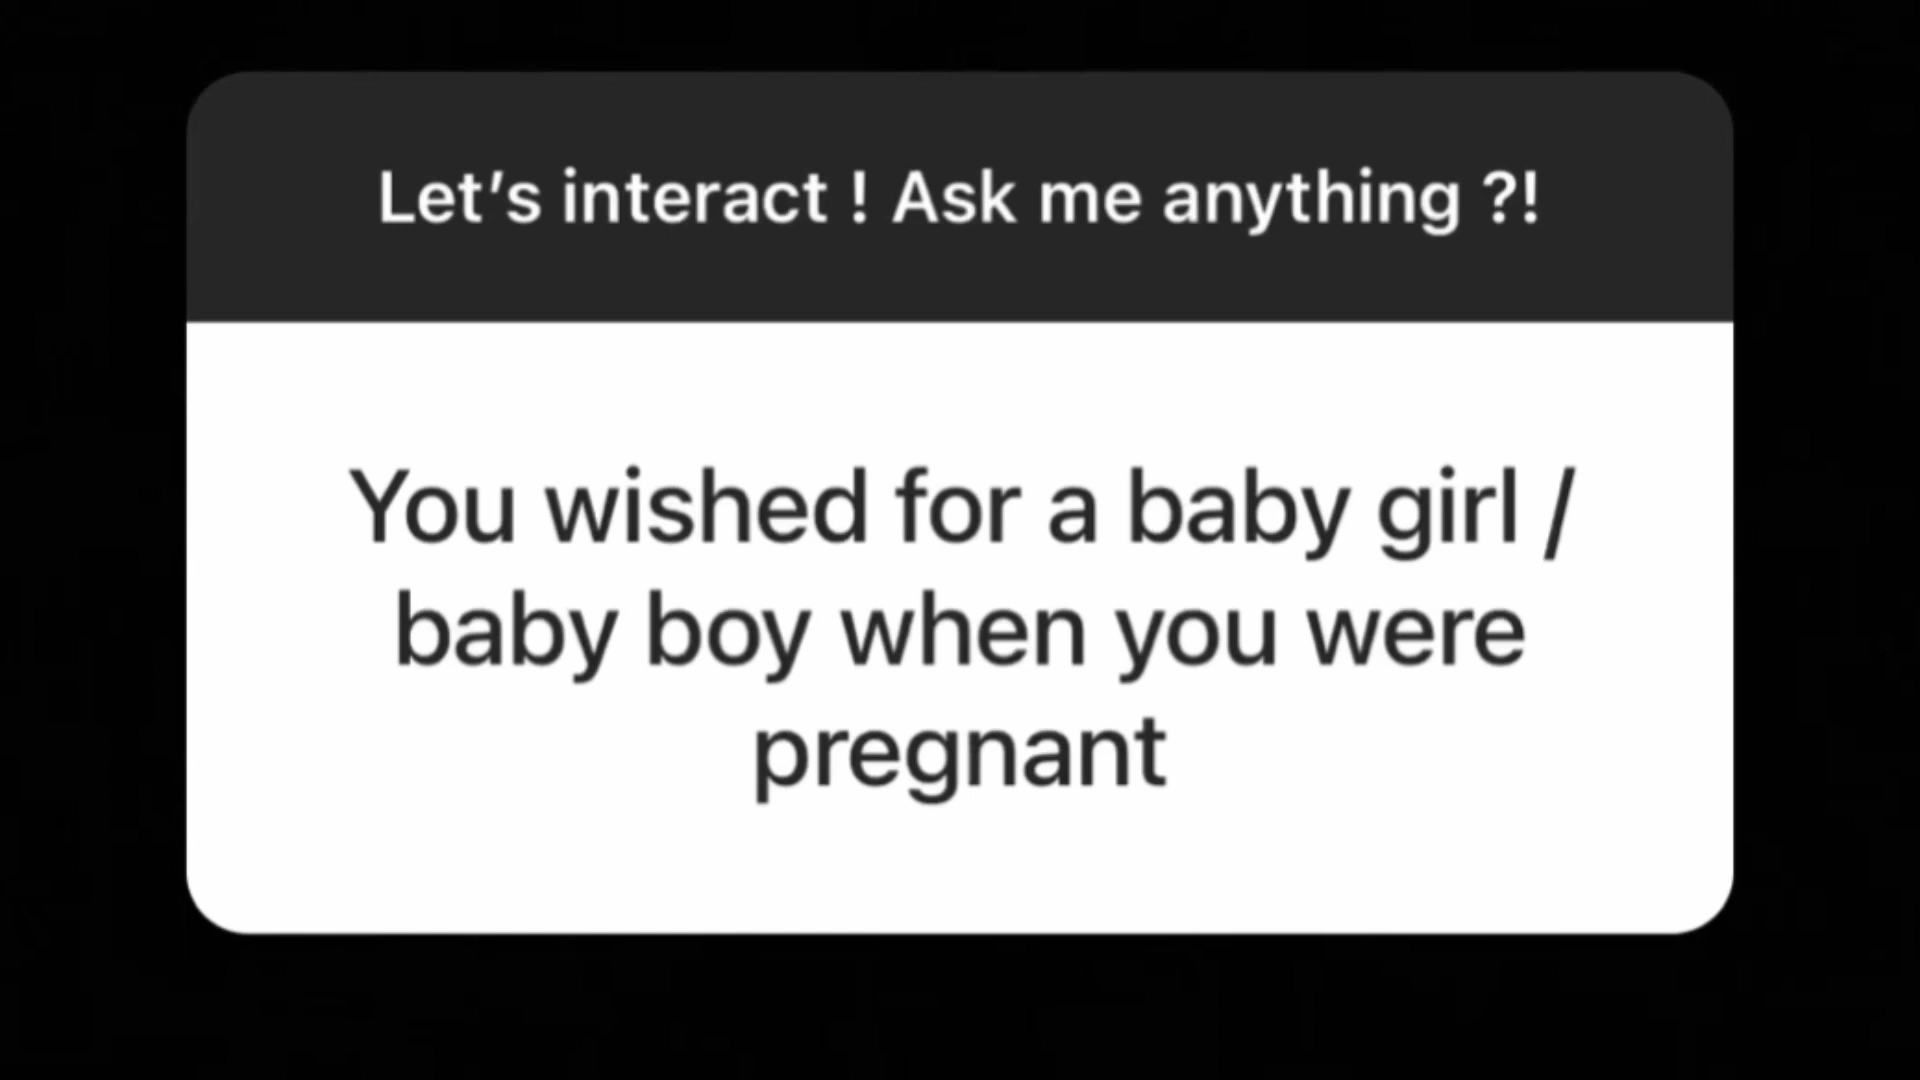 Let’s interact ! Ask me anything ?!
You wished for a baby girl /
baby boy when you were
pregnant